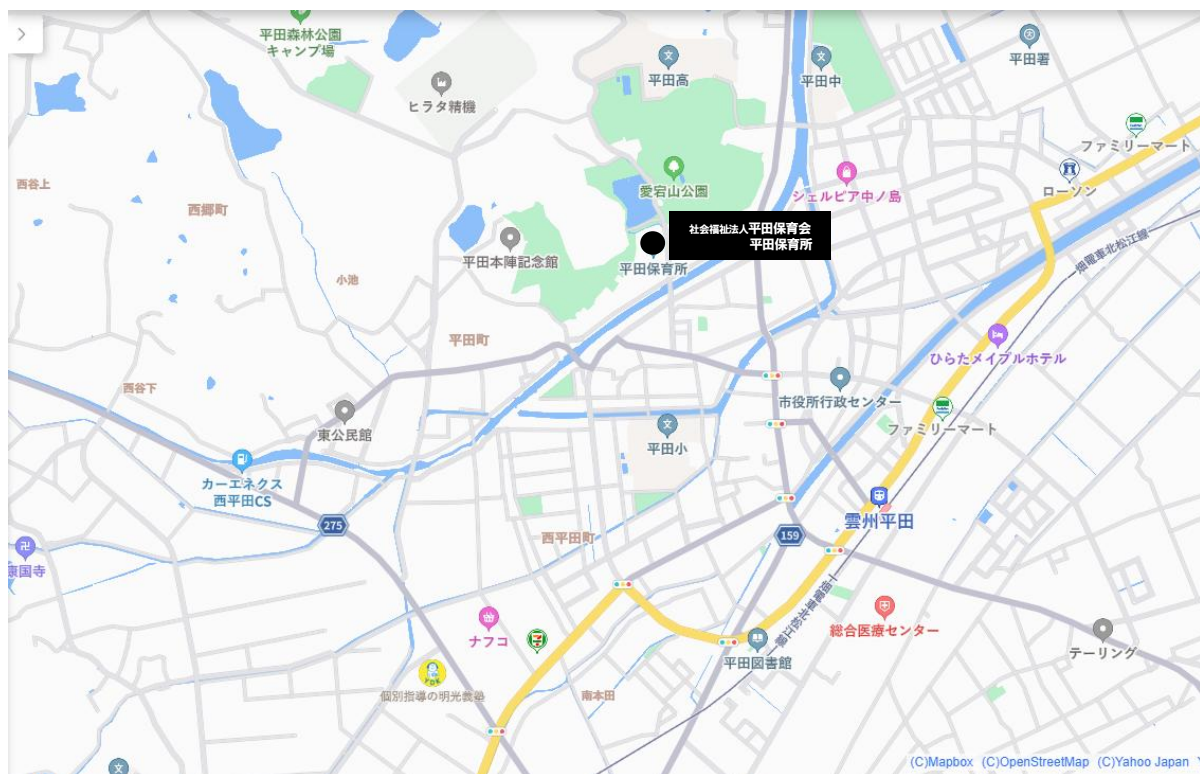 平田森林公園
キャンプ場
平田高
平田中
平田署
ヒラタ精機
ファミリーマート
西谷上
西郷町
愛宕山公園
シェルピア中ノ島
ローソン
社会福祉法人平田保育会
平田保育所
平田保育所
平田本陣記念館
小池
畑電車北松江線
平田町
ひらたメイプルホテル
西谷下
市役所行政センター
東公民館
平田小
ファミリーマート
カーエネクス
西平田CS
275
西平田町
159
雲州平田
康国寺
一畑電車北松江線
ナフコ
総合医療センター
テーリング
平田図書館
個別指導の明光義塾
南本田
(C)Mapbox (C)OpenStreetMap (C)Yahoo Japan